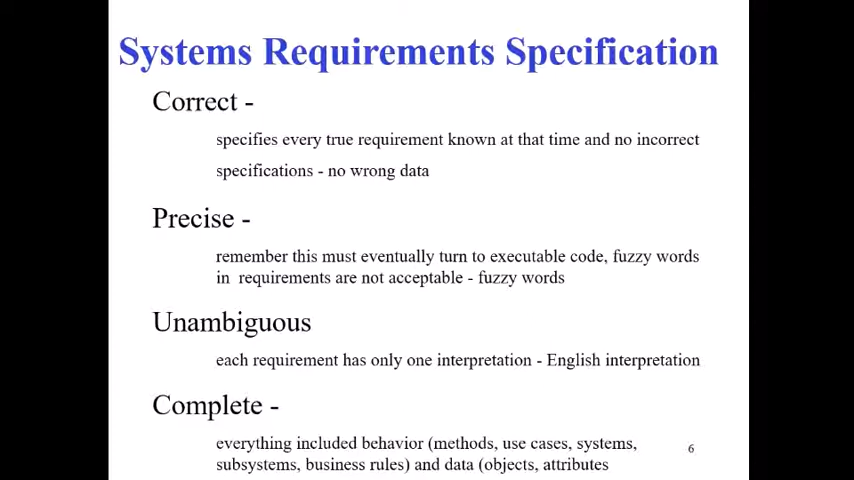 Systems Requirements Specification
Correct -
specifies every true requirement known at that time and no incorrect
specifications - no wrong data
Precise -
remember this must eventually turn to executable code, fuzzy words
in requirements are not acceptable - fuzzy words
Unambiguous
each requirement has only one interpretation - English interpretation
Complete -
everything included behavior (methods, use cases, systems,
subsystems, business rules) and data (objects, attributes
6